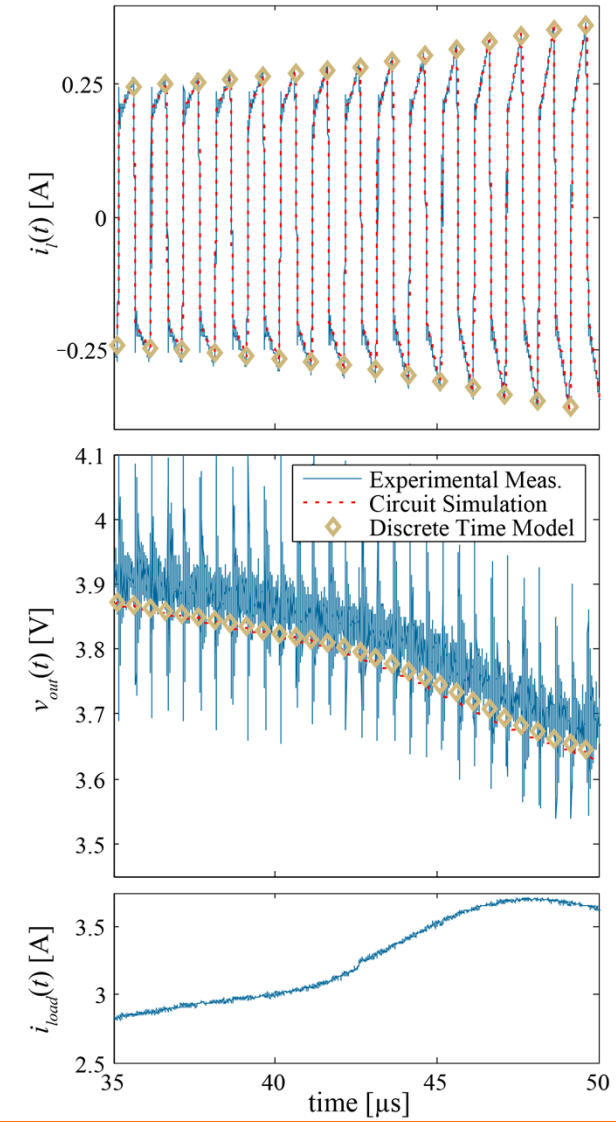 0.25
0
-0.25
i_l(t) [A]
4.1
4
3.9
3.8
3.7
3.6
3.5
v_out(t) [V]
Experimental Meas.
Circuit Simulation
Discrete Time Model
3.5
3
2.5
i_load(t) [A]
35
40
45
50
time [µs]